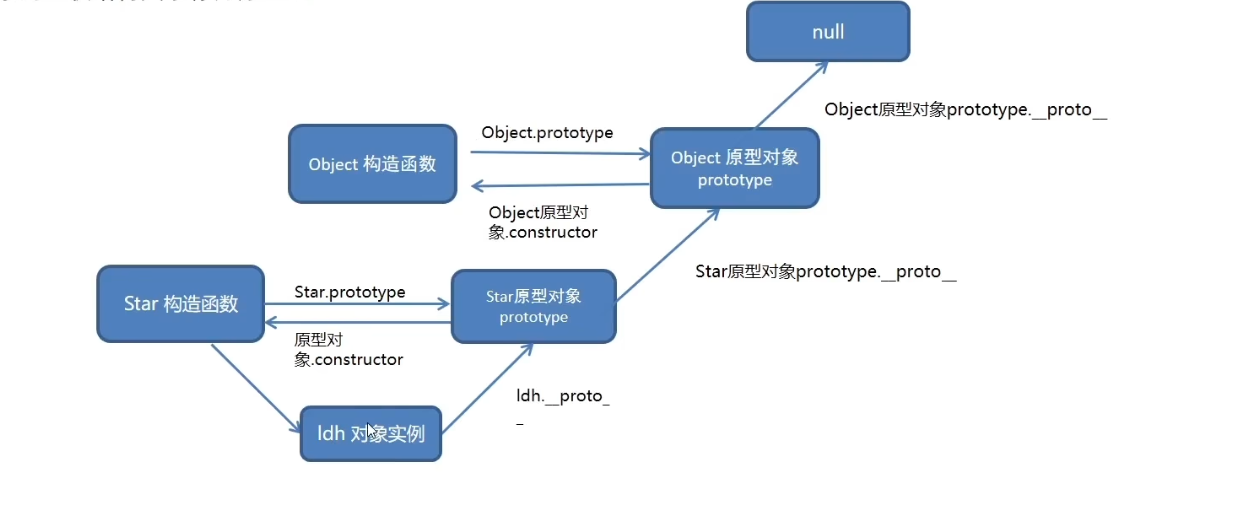 null
Object原型对象prototype.__proto__
Object.prototype
Object 构造函数
Object 原型对象
prototype
Object原型对
象.constructor
Star原型对象prototype.__proto__
Star 构造函数
Star.prototype
Star原型对象
prototype
原型对
象.constructor
ldh.__proto_
_
ldh 对象实例